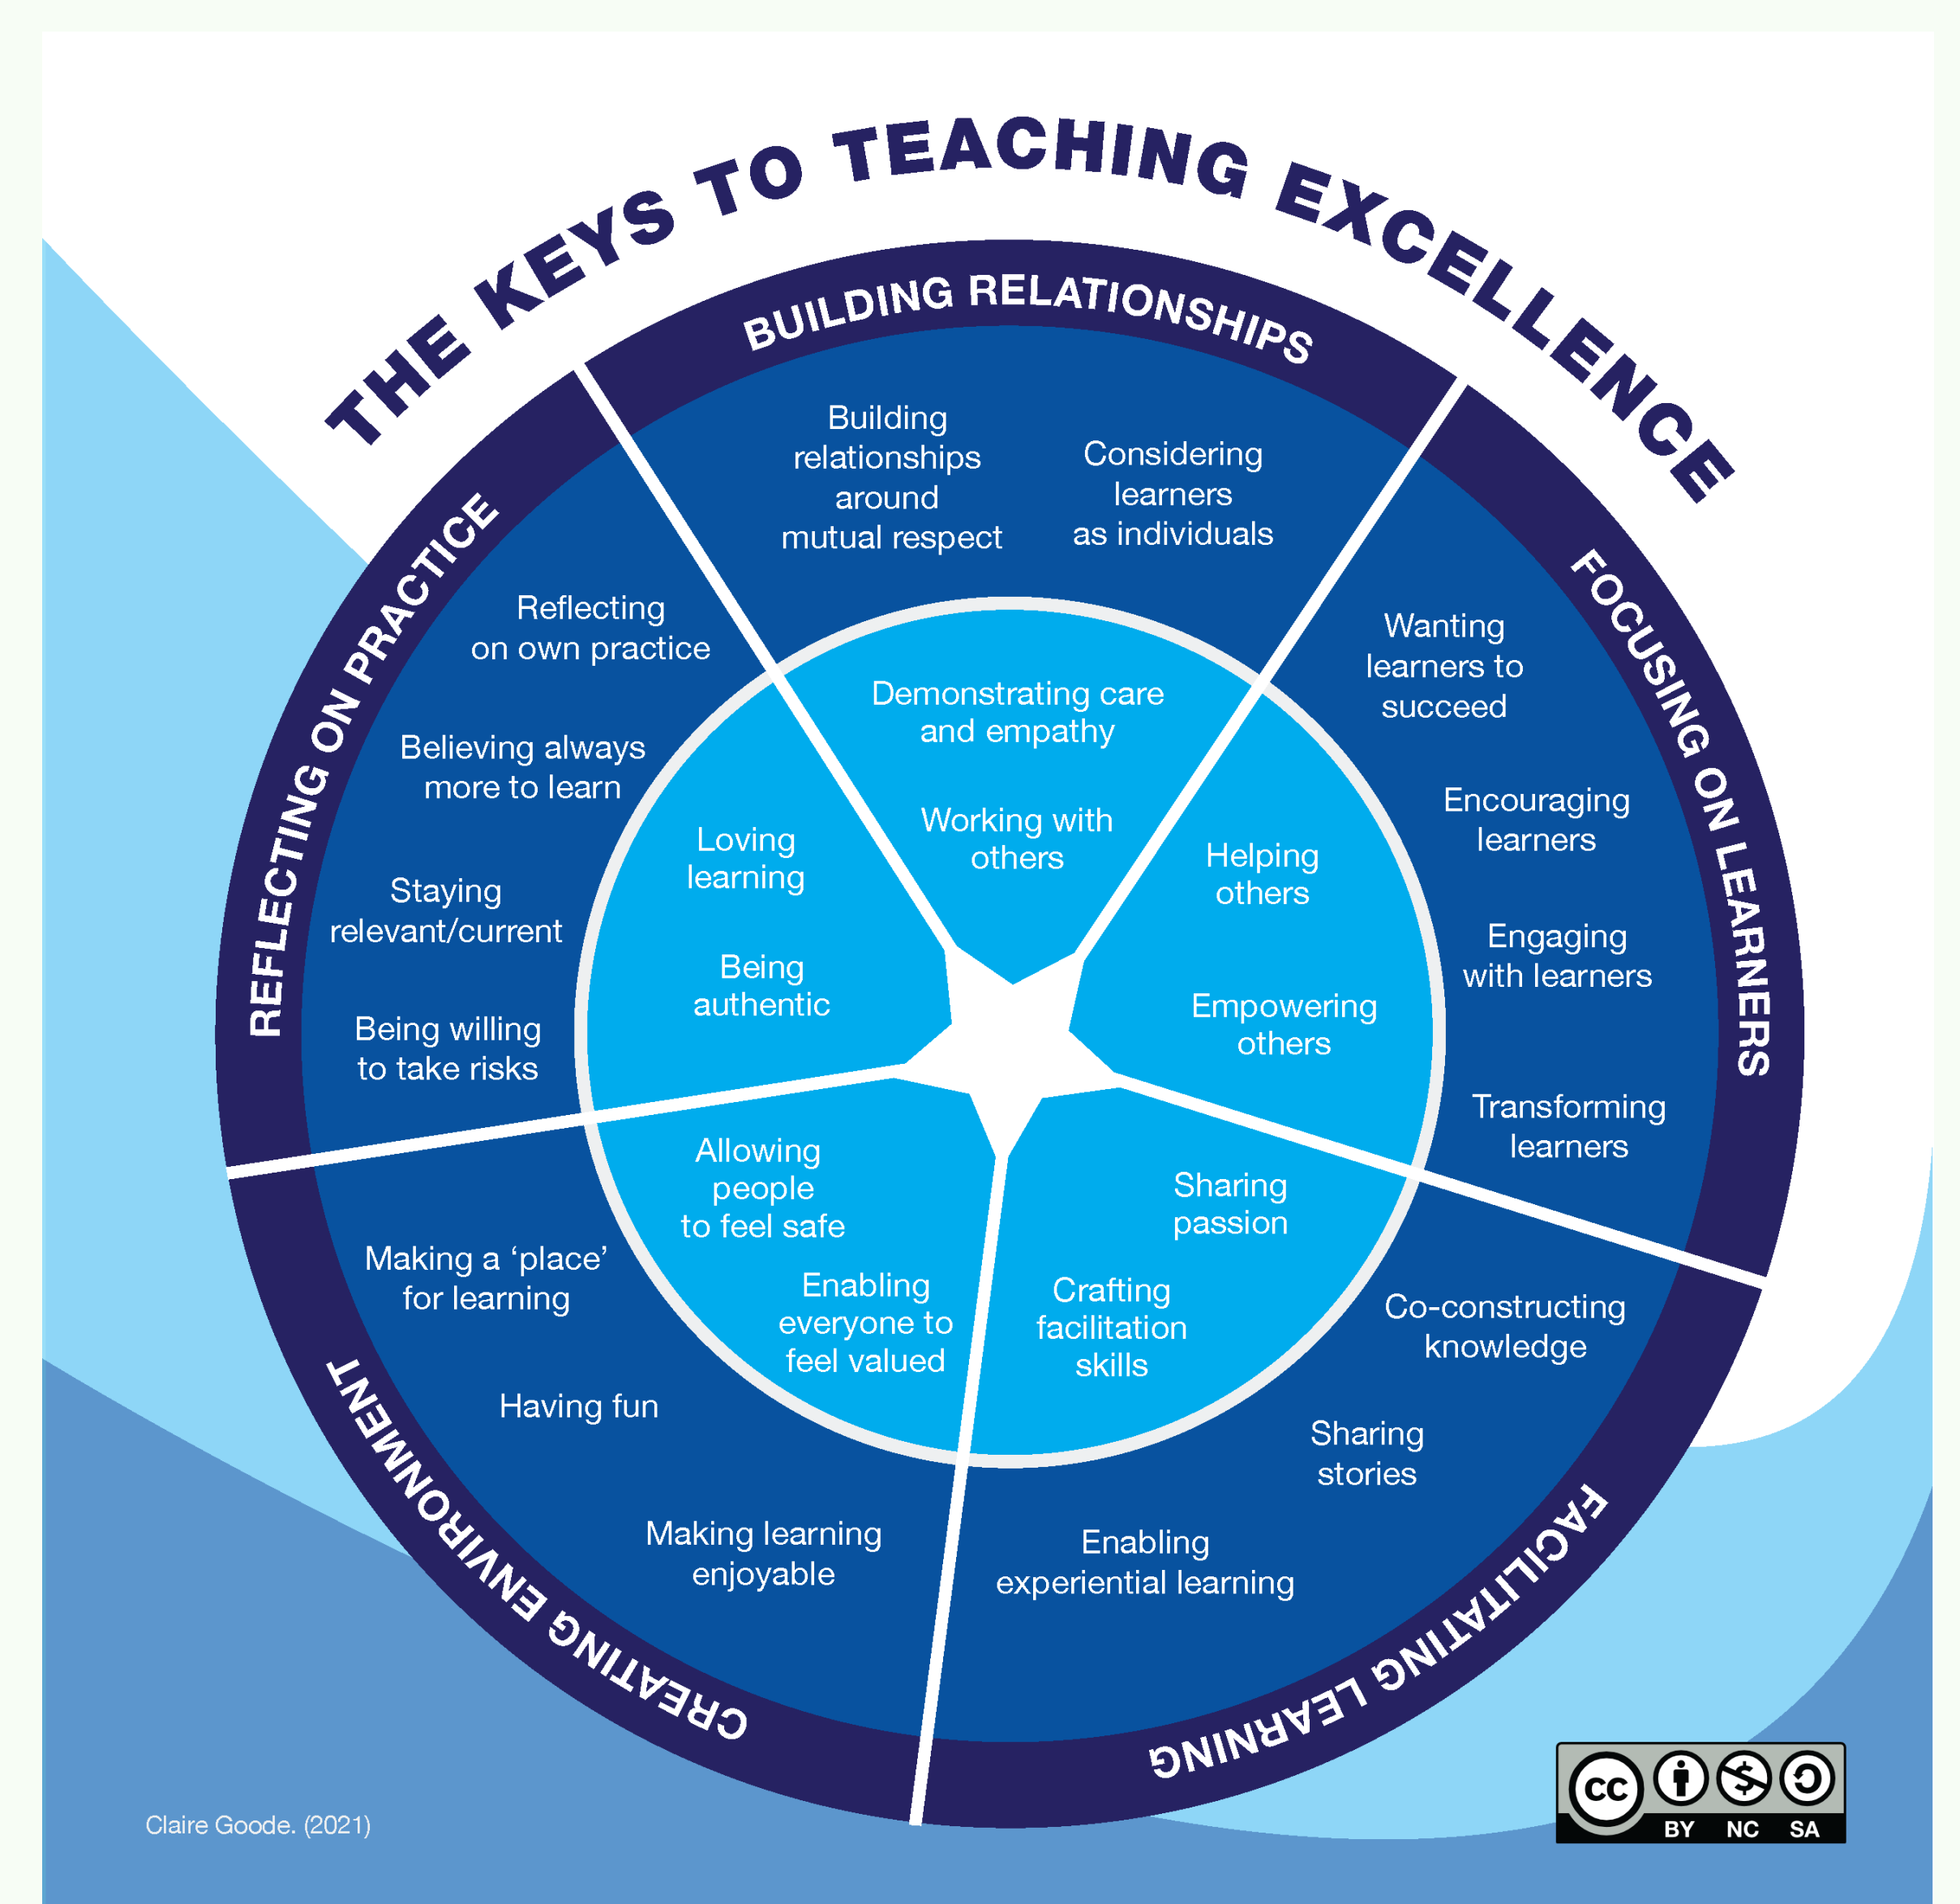 THE KEYS TO TEACHING EXCELLENCE
BUILDING RELATIONSHIPS
Building
relationships
around
mutual respect
Considering
learners
as individuals
Demonstrating care
and empathy
Working with
others
FOCUSING ON LEARNERS
Wanting
learners to
succeed
Encouraging
learners
Engaging
with learners
Transforming
learners
Helping
others
Empowering
others
FACILITATING LEARNING
Co-constructing
knowledge
Sharing
stories
Enabling
experiential learning
Sharing
passion
Crafting
facilitation
skills
CREATING ENVIRONMENT
Making a ‘place’
for learning
Having fun
Making learning
enjoyable
Allowing
people
to feel safe
Enabling
everyone to
feel valued
REFLECTING ON PRACTICE
Reflecting
on own practice
Believing always
more to learn
Staying
relevant/current
Being willing
to take risks
Loving
learning
Being
authentic
Claire Goode. (2021)
cc
BY NC SA